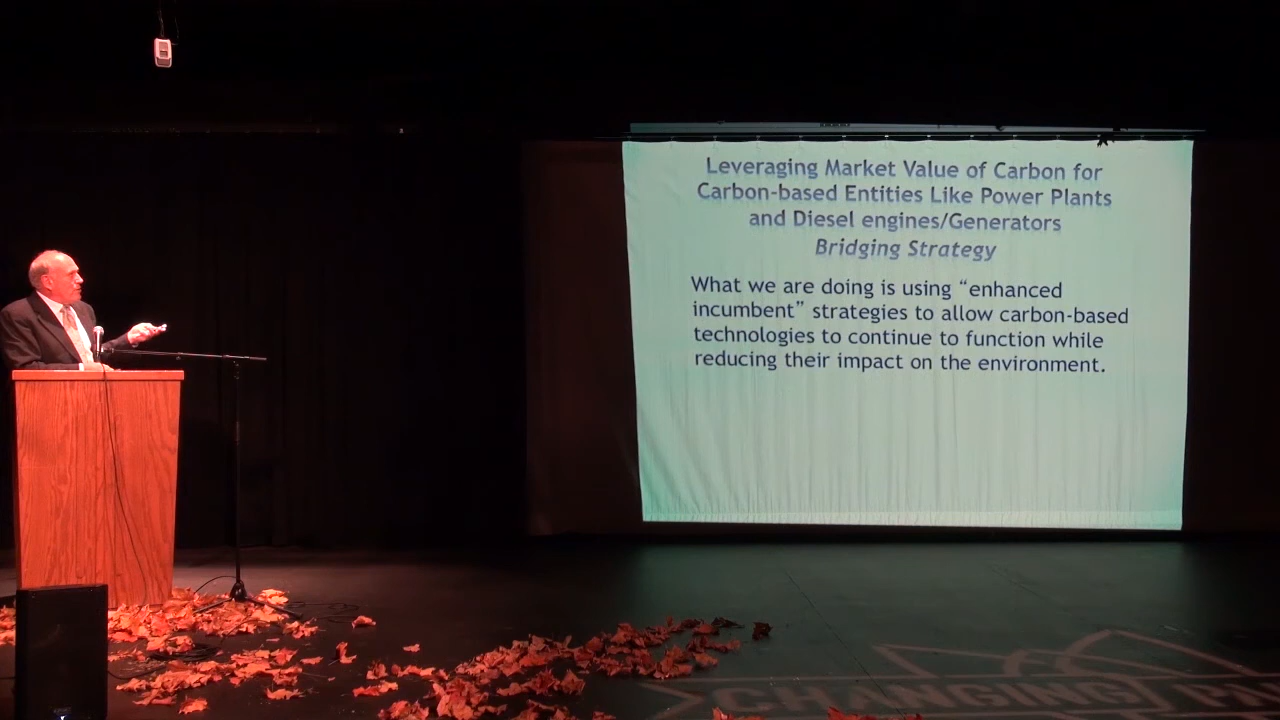 Leveraging Market Value of Carbon for
Carbon-based Entities Like Power Plants
and Diesel engines/Generators
Bridging Strategy
What we are doing is using “enhanced
incumbent” strategies to allow carbon-based
technologies to continue to function while
reducing their impact on the environment.
CHANGING